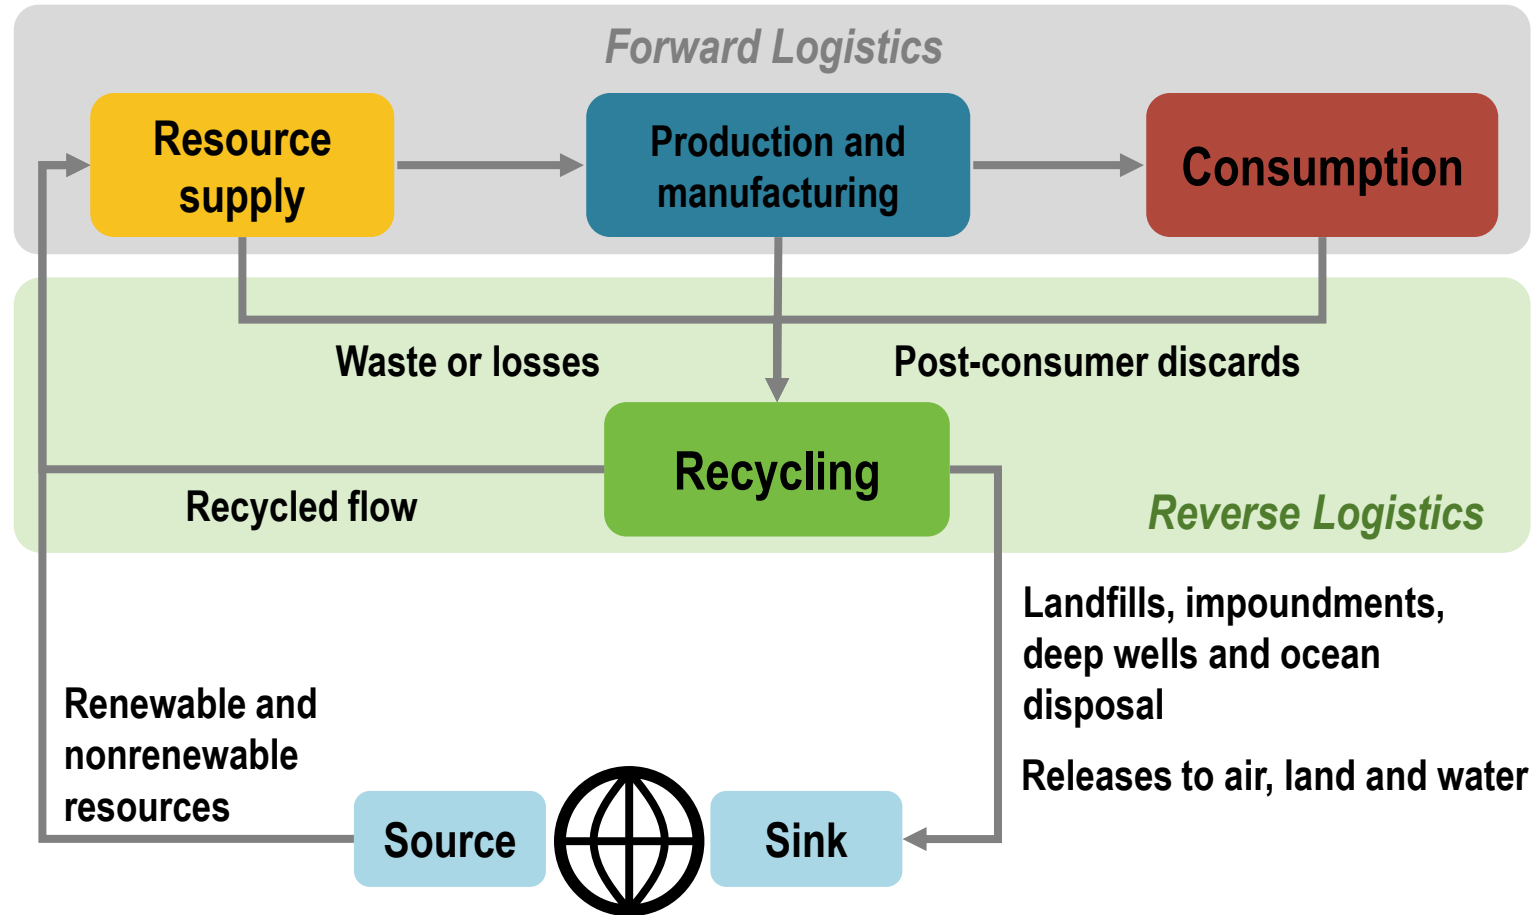 Forward Logistics
Resource
supply
Production and
manufacturing
Consumption
Waste or losses
Post-consumer discards
Recycling
Recycled flow
Reverse Logistics
Landfills, impoundments,
deep wells and ocean
disposal
Renewable and
nonrenewable
resources
Releases to air, land and water
Source
Sink